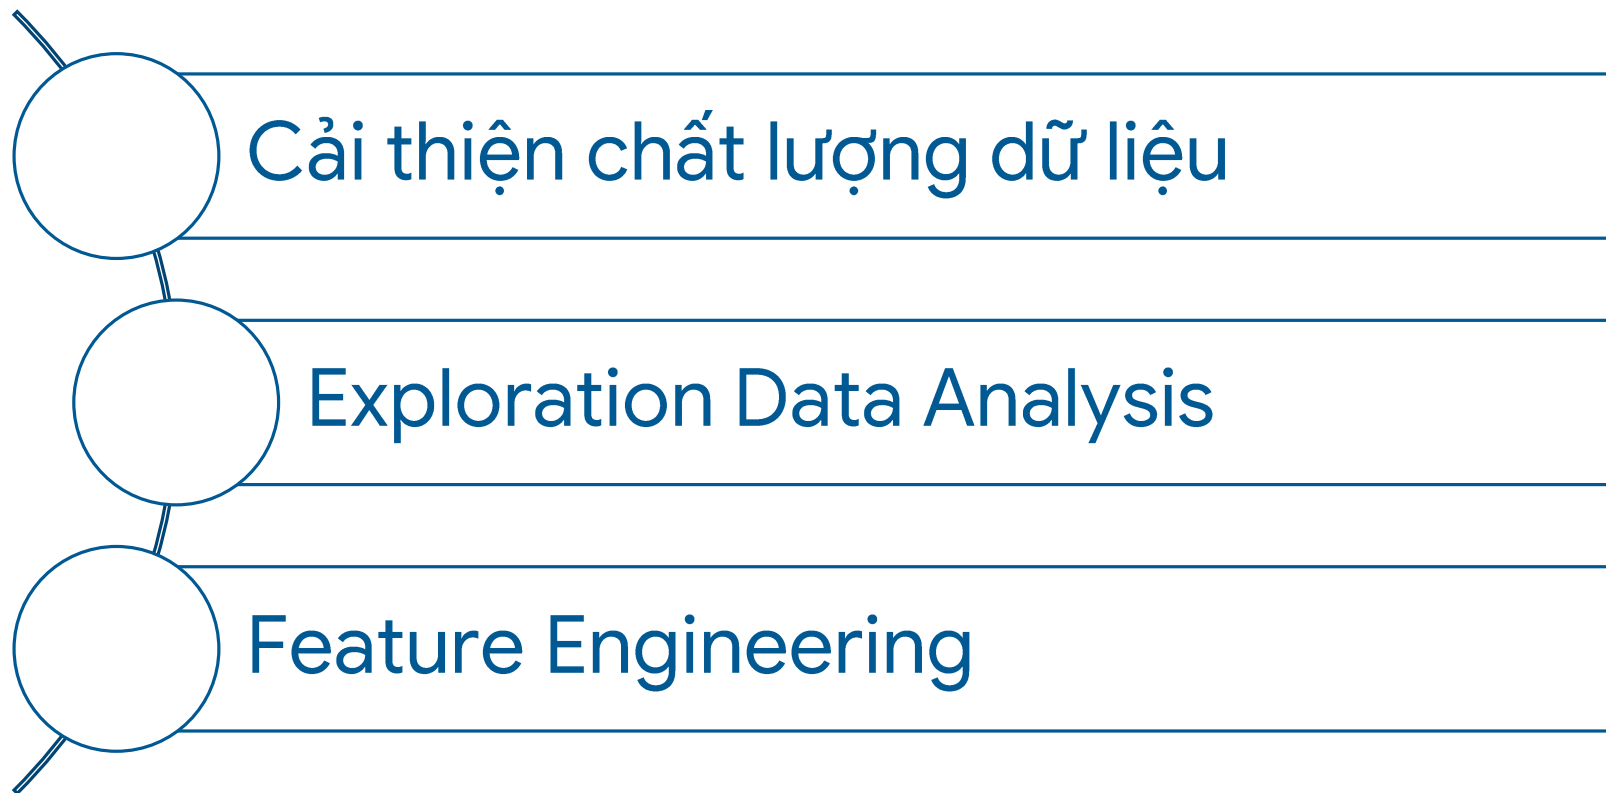 Cải thiện chất lượng dữ liệu
Exploration Data Analysis
Feature Engineering